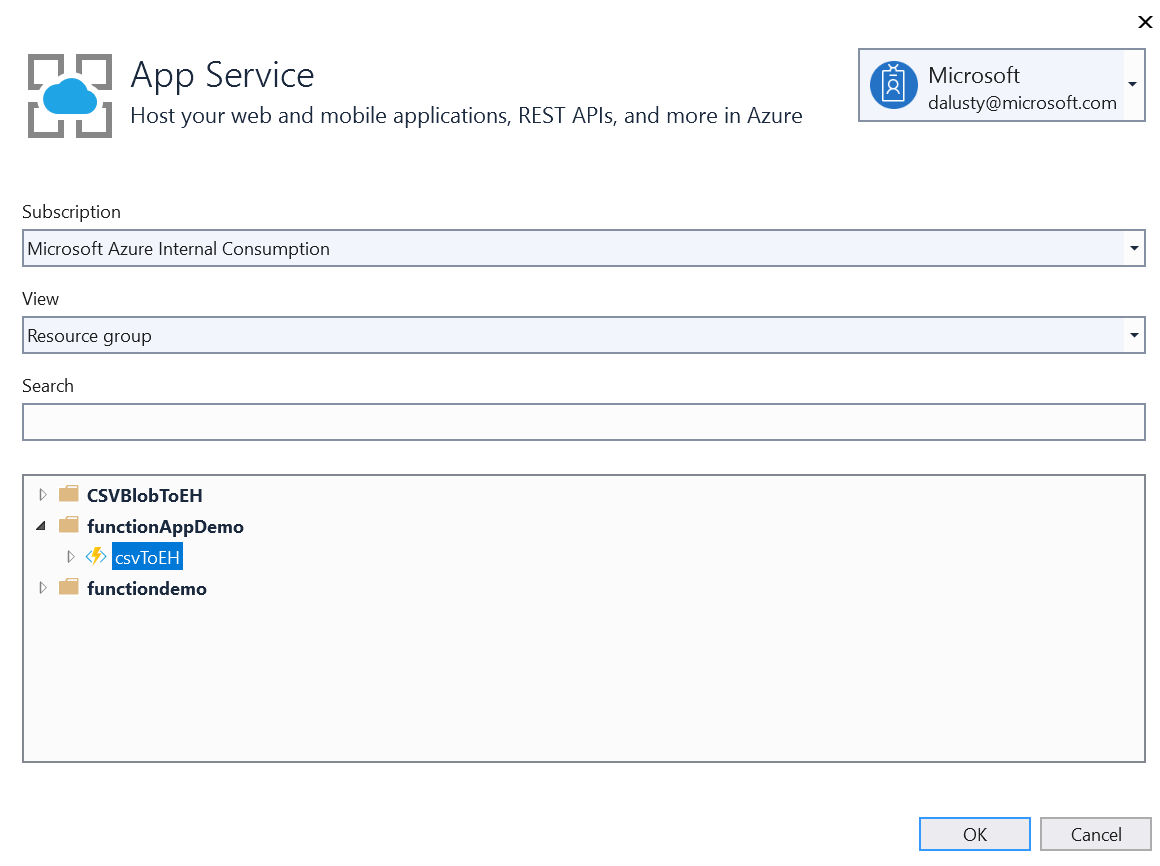 App Service
Host your web and mobile applications, REST APIs, and more in Azure
Microsoft
dalusty@microsoft.com
Subscription
Microsoft Azure Internal Consumption
View
Resource group
Search
CSVBlobToEH
functionAppDemo
csvToEH
functiondemo
OK
Cancel